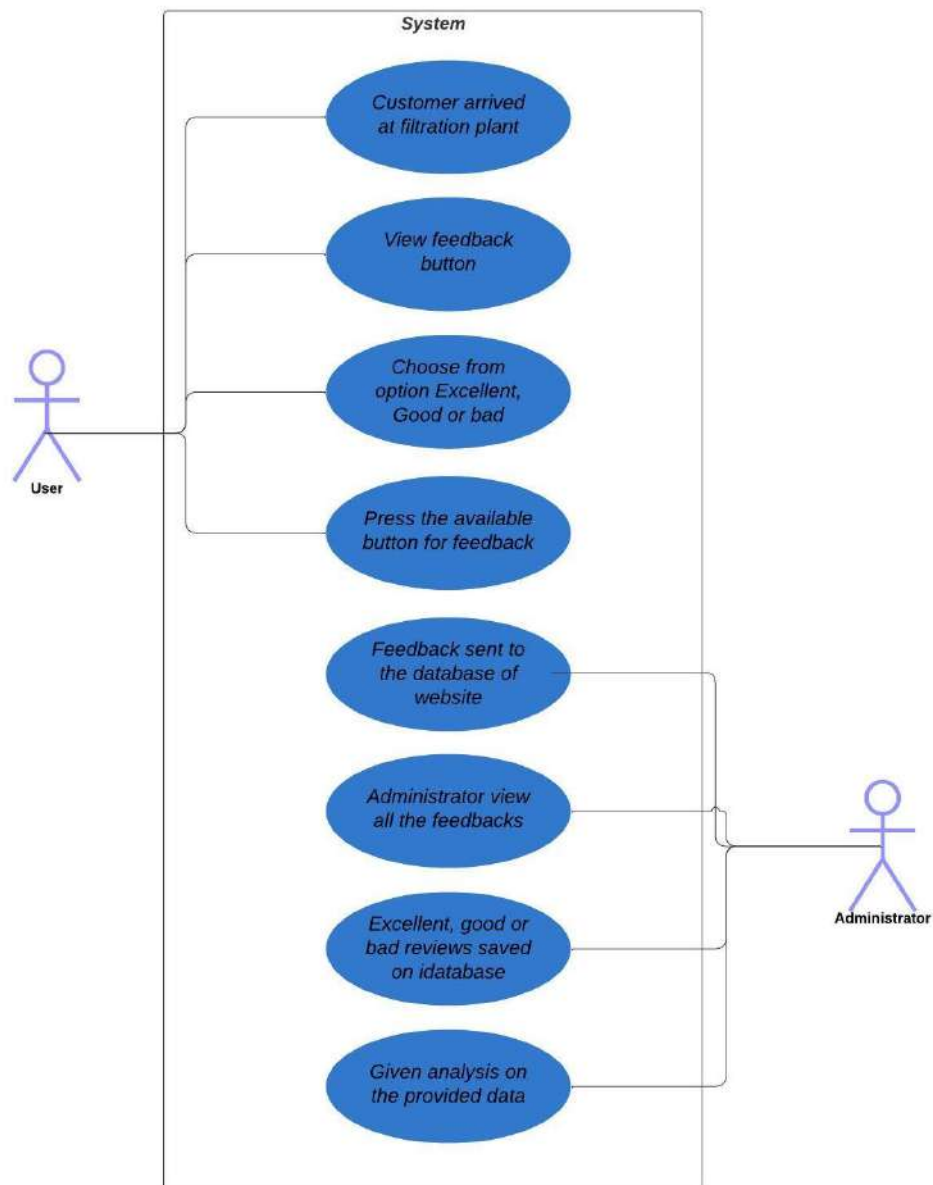 System
Customer arrived
at filtration plant
View feedback
button
Choose from
option Excellent,
Good or bad
User
Press the available
button for feedback
Feedback sent to
the database of
website
Administrator view
all the feedbacks
Administrator
Excellent, good or
bad reviews saved
on idatabase
Given analysis on
the provided data